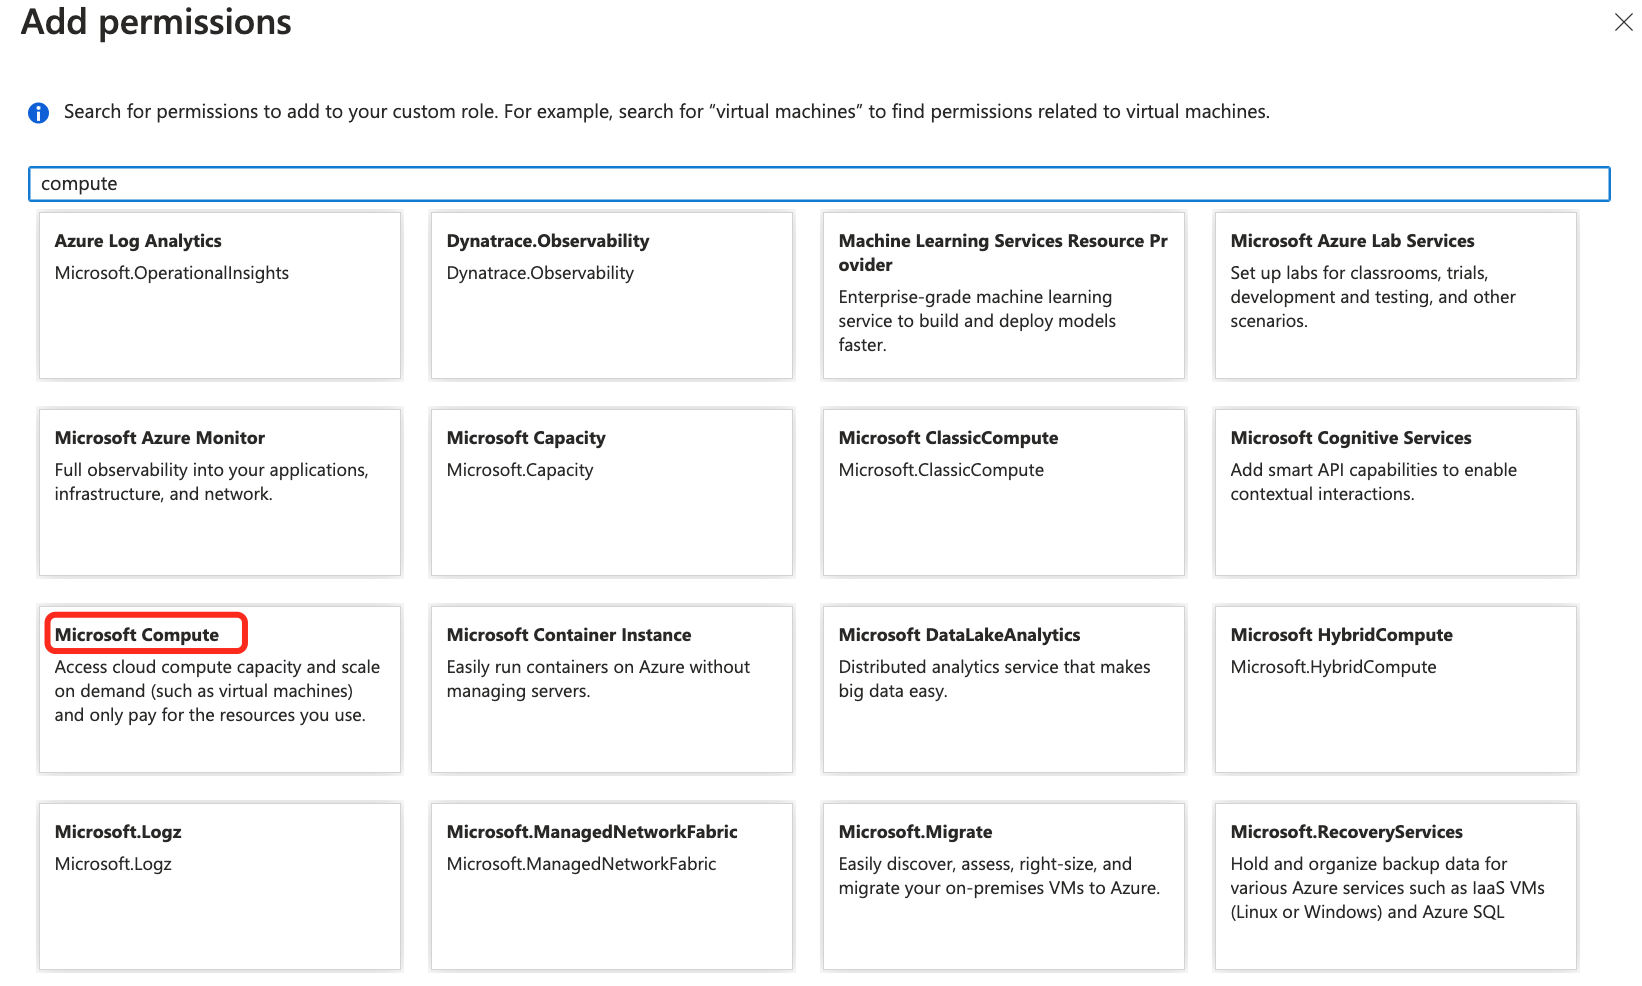 Add permissions
Search for permissions to add to your custom role. For example, search for “virtual machines” to find permissions related to virtual machines.
compute
Azure Log Analytics
Microsoft.OperationalInsights
Dynatrace.Observability
Dynatrace.Observability
Machine Learning Services Resource Pr
ovider
Enterprise-grade machine learning
service to build and deploy models
faster.
Microsoft Azure Lab Services
Set up labs for classrooms, trials,
development and testing, and other
scenarios.
Microsoft Azure Monitor
Full observability into your applications,
infrastructure, and network.
Microsoft Capacity
Microsoft.Capacity
Microsoft ClassicCompute
Microsoft.ClassicCompute
Microsoft Cognitive Services
Add smart API capabilities to enable
contextual interactions.
Microsoft Compute
Access cloud compute capacity and scale
on demand (such as virtual machines)
and only pay for the resources you use.
Microsoft Container Instance
Easily run containers on Azure without
managing servers.
Microsoft DataLakeAnalytics
Distributed analytics service that makes
big data easy.
Microsoft HybridCompute
Microsoft.HybridCompute
Microsoft.Logz
Microsoft.Logz
Microsoft.ManagedNetworkFabric
Microsoft.ManagedNetworkFabric
Microsoft.Migrate
Easily discover, assess, right-size, and
migrate your on-premises VMs to Azure.
Microsoft.RecoveryServices
Hold and organize backup data for
various Azure services such as IaaS VMs
(Linux or Windows) and Azure SQL